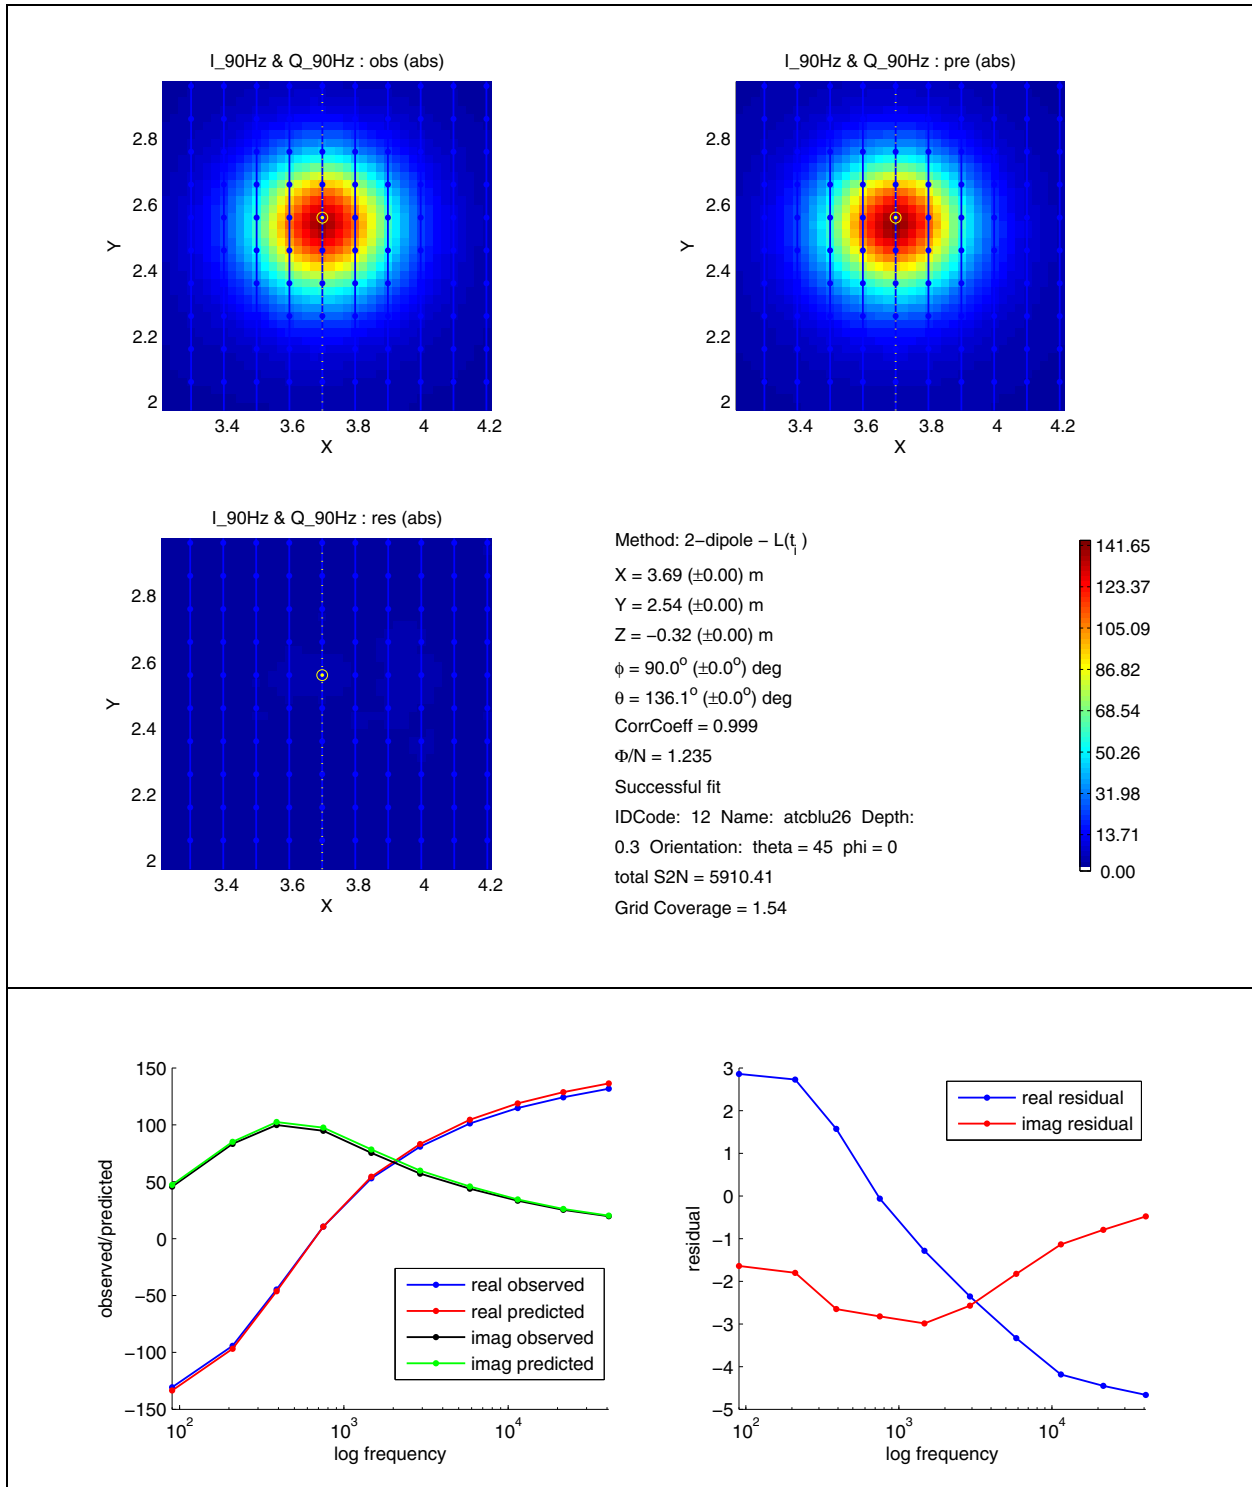 I_90Hz & Q_90Hz : obs (abs)
2.8
2.6
2.4
2.2
2
Y
3.4 3.6 3.8 4 4.2
X
I_90Hz & Q_90Hz : pre (abs)
2.8
2.6
2.4
2.2
2
Y
3.4 3.6 3.8 4 4.2
X
I_90Hz & Q_90Hz : res (abs)
2.8
2.6
2.4
2.2
2
Y
3.4 3.6 3.8 4 4.2
X
Method: 2−dipole − L(t_i)
X = 3.69 (±0.00) m
Y = 2.54 (±0.00) m
Z = −0.32 (±0.00) m
ϕ = 90.0° (±0.0°) deg
θ = 136.1° (±0.0°) deg
CorrCoeff = 0.999
Φ/N = 1.235
Successful fit
IDCode: 12 Name: atcblu26 Depth:
0.3 Orientation: theta = 45 phi = 0
total S2N = 5910.41
Grid Coverage = 1.54
141.65
123.37
105.09
86.82
68.54
50.26
31.98
13.71
0.00
150
100
50
0
−50
−100
−150
observed/predicted
10² 10³ 10⁴
log frequency
real observed
real predicted
imag observed
imag predicted
3
2
1
0
−1
−2
−3
−4
−5
residual
10² 10³ 10⁴
log frequency
real residual
imag residual